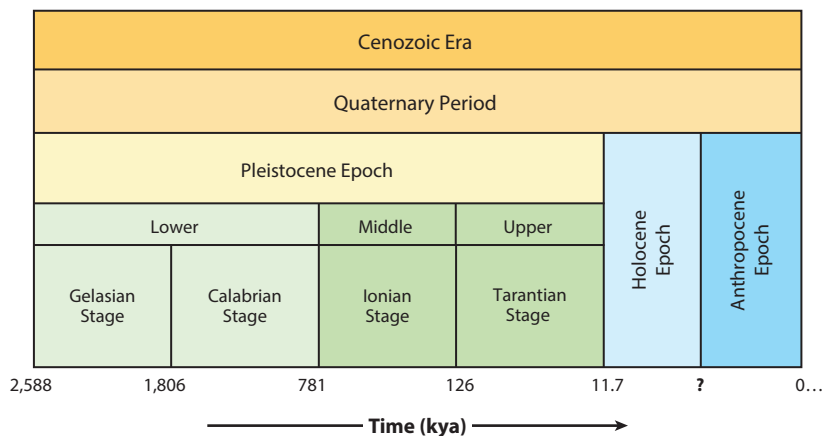 Cenozoic Era
Quaternary Period
Pleistocene Epoch
Lower
Middle
Upper
Gelasian
Stage
Calabrian
Stage
Ionian
Stage
Tarantian
Stage
Holocene
Epoch
Anthropocene
Epoch
2,588
1,806
781
126
11.7
?
0...
Time (kya)